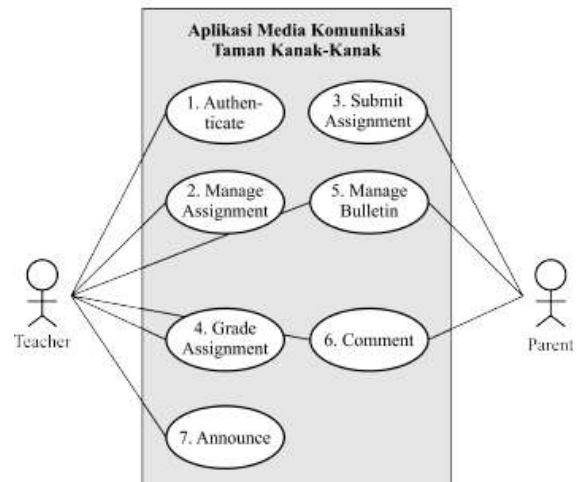 Aplikasi Media Komunikasi
Taman Kanak-Kanak
1. Authen-
ticate
3. Submit
Assignment
2. Manage
Assignment
5. Manage
Bulletin
Teacher
4. Grade
Assignment
6. Comment
Parent
7. Announce